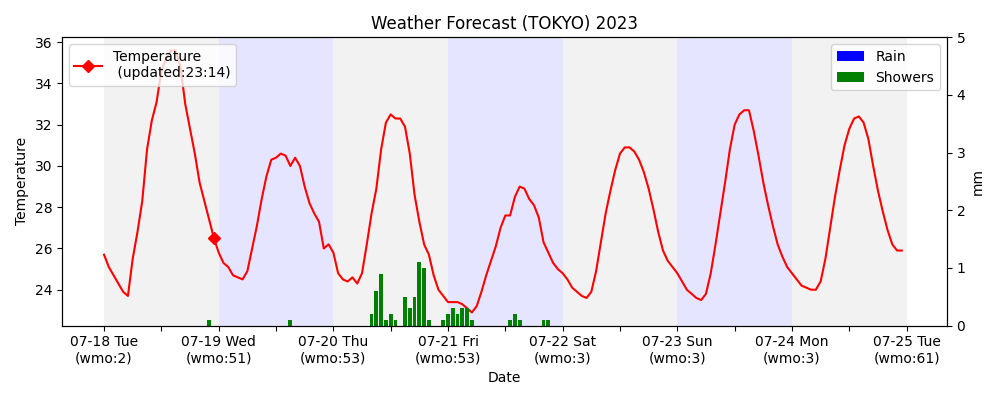 Weather Forecast (TOKYO) 2023
Temperature
(updated:23:14)
Rain
Showers
36
34
32
30
28
26
24
Temperature
5
4
3
2
1
0
mm
07-18 Tue
(wmo:2)
07-19 Wed
(wmo:51)
07-20 Thu
(wmo:53)
07-21 Fri
(wmo:53)
07-22 Sat
(wmo:3)
07-23 Sun
(wmo:3)
07-24 Mon
(wmo:3)
07-25 Tue
(wmo:61)
Date